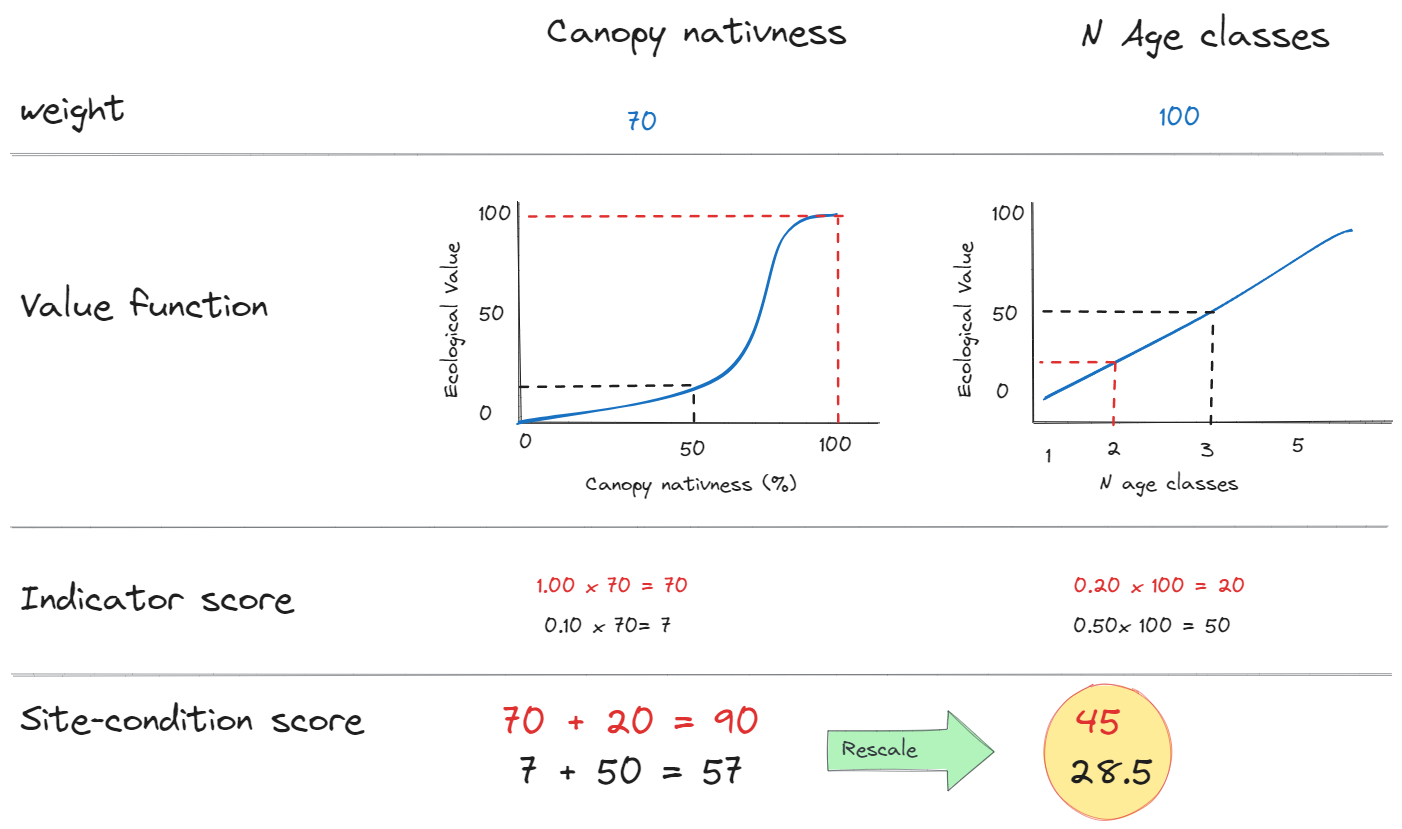 Canopy nativness
N Age classes
weight
70
100
Value function
Ecological Value
100
50
0
0
50
100
Canopy nativness (%)
Ecological Value
100
50
0
1
2
3
5
N age classes
Indicator score
1.00 x 70 = 70
0.10 x 70= 7
0.20 x 100 = 20
0.50x 100 = 50
Site-condition score
70 + 20 = 90
7 + 50 = 57
Rescale
45
28.5